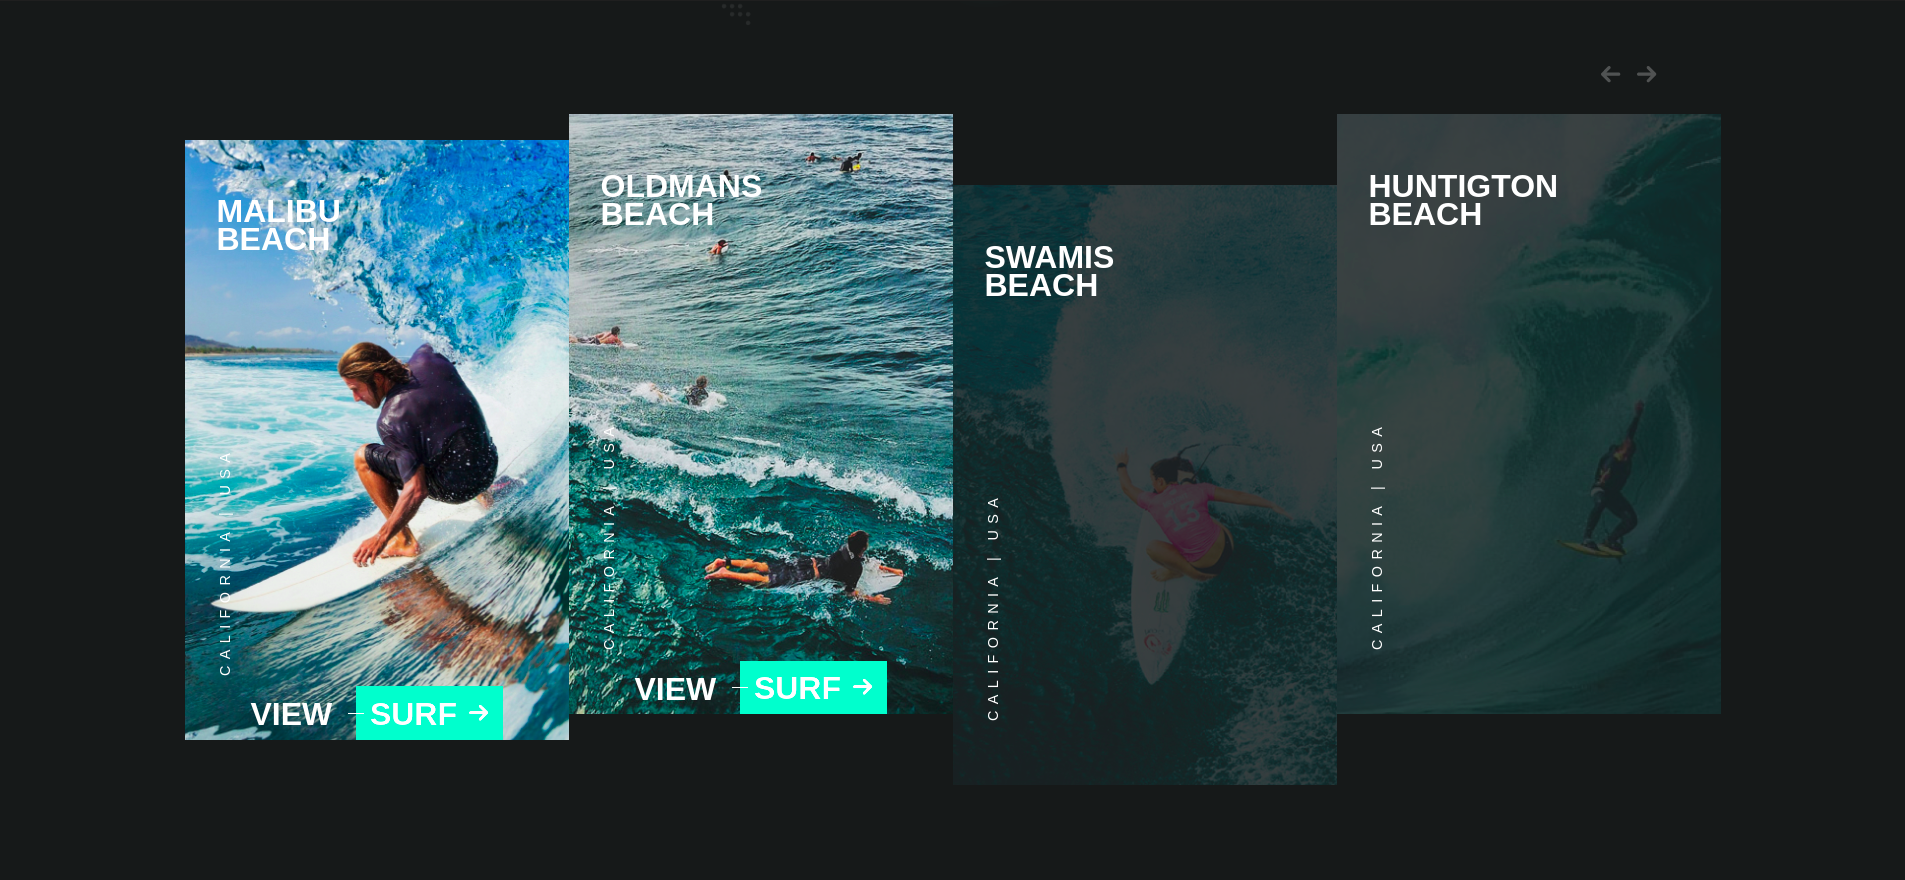 MALIBU
BEACH
CALIFORNIA | USA
VIEW
SURF
OLDMANS
BEACH
CALIFORNIA | USA
VIEW
SURF
SWAMIS
BEACH
CALIFORNIA | USA
13
HUNTIGTON
BEACH
CALIFORNIA | USA